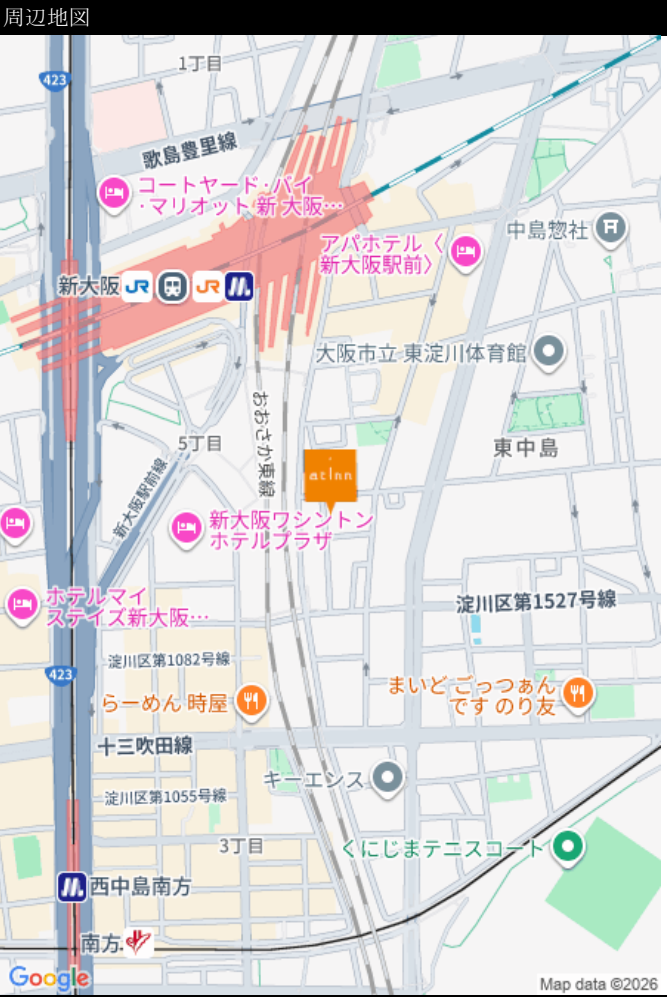 周辺地図
1丁目
423
歌島豊里線
コートヤード・バイ
・マリオット 新 大阪…
中島惣社
アパホテル〈
新大阪駅前〉
新大阪
JR
JR
大阪市立 東淀川体育館
おおさか東線
5丁目
東中島
at Inn
新大阪駅前線
新大阪ワシントン
ホテルプラザ
ホテルマイ
ステイズ新大阪…
淀川区第1527号線
淀川区第1082号線
423
まいど ごっつぁん
です のり友
らーめん 時屋
十三吹田線
キーエンス
淀川区第1055号線
3丁目
くにじまテニスコート
西中島南方
南方
Google
Map data ©2026